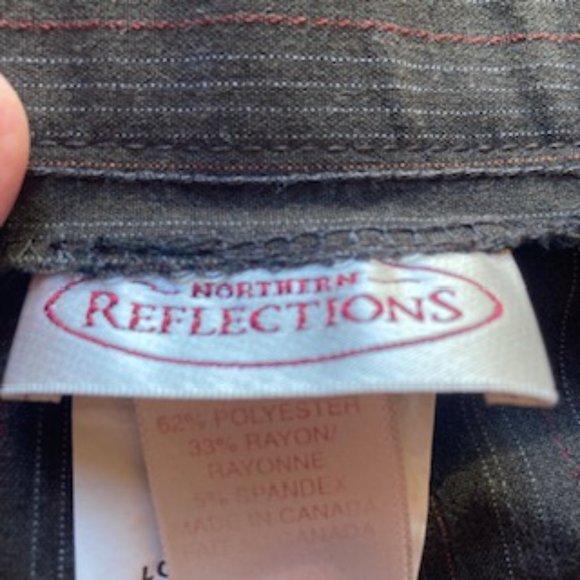 NORTHERN
REFLECTIONS
62% POLYESTER
33% RAYON/
RAYONNE
5% SPANDEX
MADE IN CANADA
FAIT AU CANADA